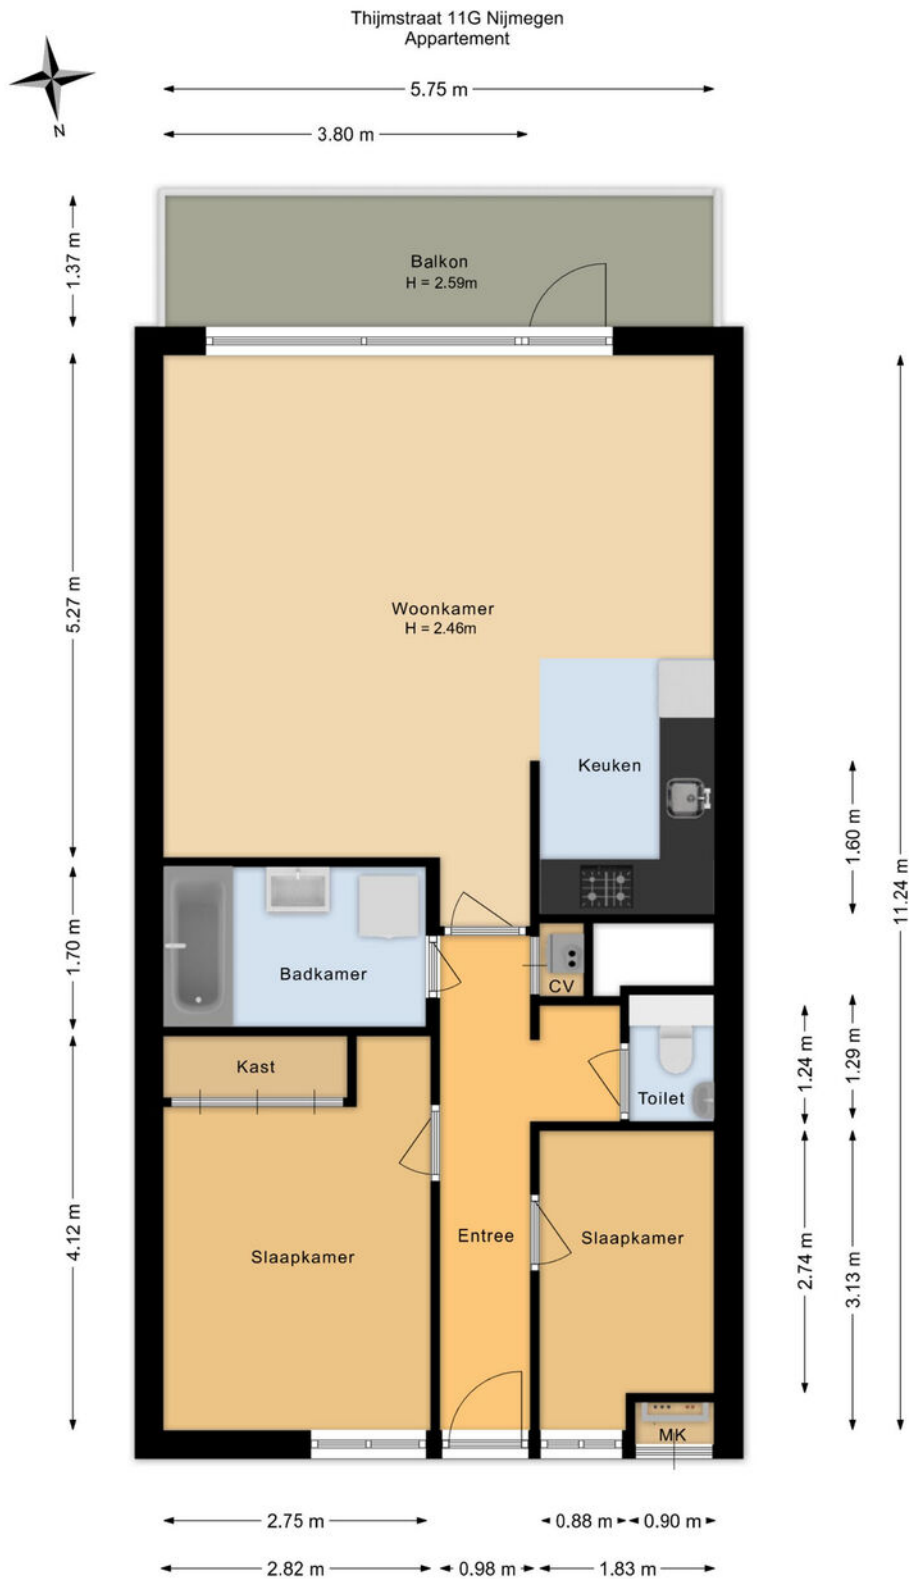 Thijmstraat 11G Nijmegen
Appartement
N
5.75 m
3.80 m
1.37 m
Balkon
H = 2.59m
5.27 m
Woonkamer
H = 2.46m
Keuken
1.60 m
11.24 m
1.70 m
Badkamer
CV
Kast
Toilet
1.24 m
1.29 m
4.12 m
Slaapkamer
Entree
Slaapkamer
2.74 m
3.13 m
MK
2.75 m
0.88 m
0.90 m
2.82 m
0.98 m
1.83 m